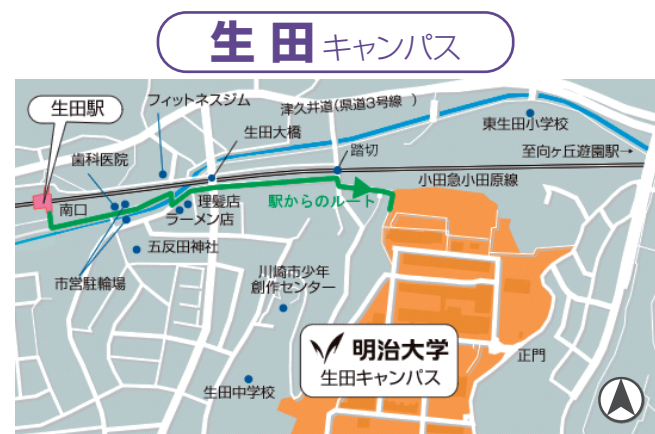 生田キャンパス
生田駅
フィットネスジム
津久井道(県道3号線 )
生田大橋
東生田小学校
歯科医院
踏切
至向ヶ丘遊園駅→
小田急小田原線
南口
理髪店
駅からのルート
ラーメン店
五反田神社
市営駐輪場
川崎市少年
創作センター
明治大学
生田キャンパス
正門
生田中学校